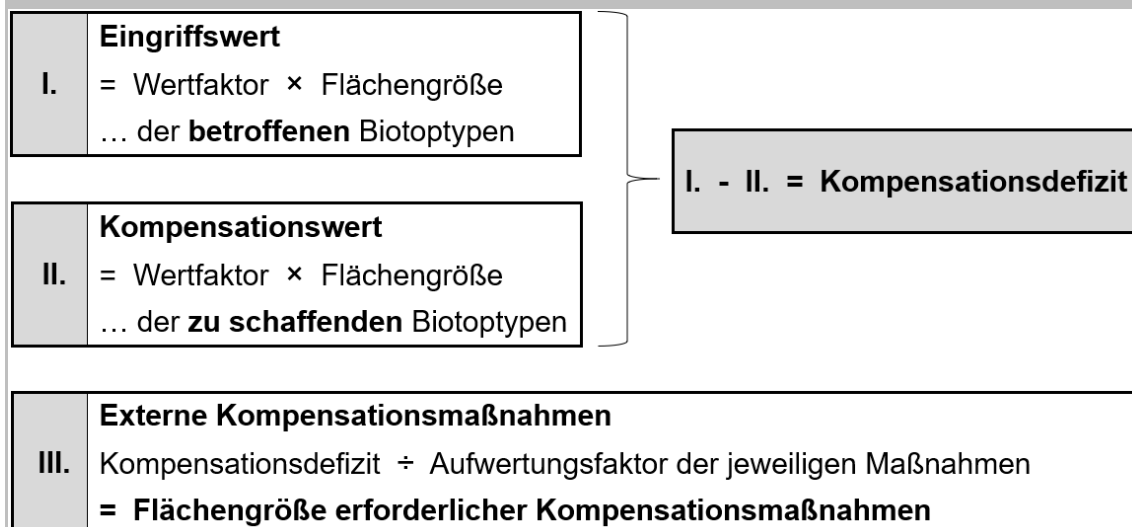 Eingriffswert
I. = Wertfaktor × Flächengröße
… der betroffenen Biotoptypen
I. - II. = Kompensationsdefizit
Kompensationswert
II. = Wertfaktor × Flächengröße
… der zu schaffenden Biotoptypen
Externe Kompensationsmaßnahmen
III. Kompensationsdefizit ÷ Aufwertungsfaktor der jeweiligen Maßnahmen
= Flächengröße erforderlicher Kompensationsmaßnahmen